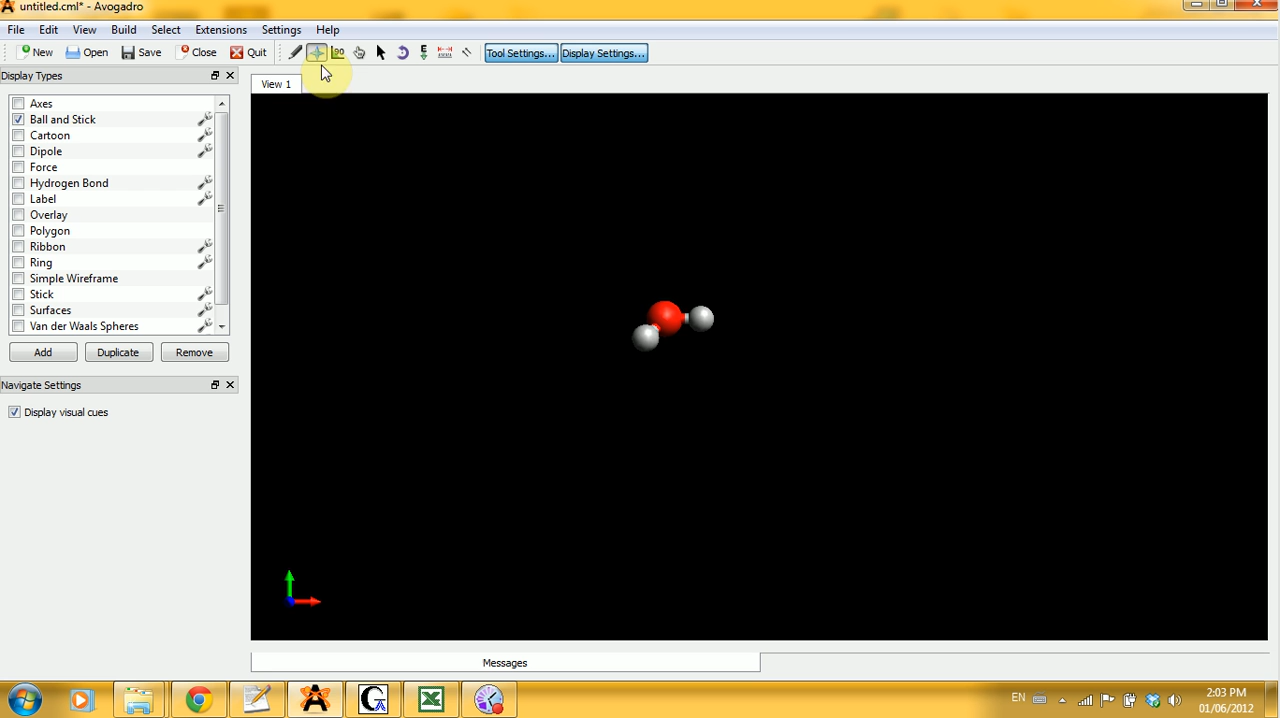 untitled.cml* - Avogadro
File Edit View Build Select Extensions Settings Help
New Open Save Close Quit Tool Settings... Display Settings...
Display Types
View 1
Axes
Ball and Stick
Cartoon
Dipole
Force
Hydrogen Bond
Label
Overlay
Polygon
Ribbon
Ring
Simple Wireframe
Stick
Surfaces
Van der Waals Spheres
Add Duplicate Remove
Navigate Settings
Display visual cues
Messages
EN
2:03 PM
01/06/2012